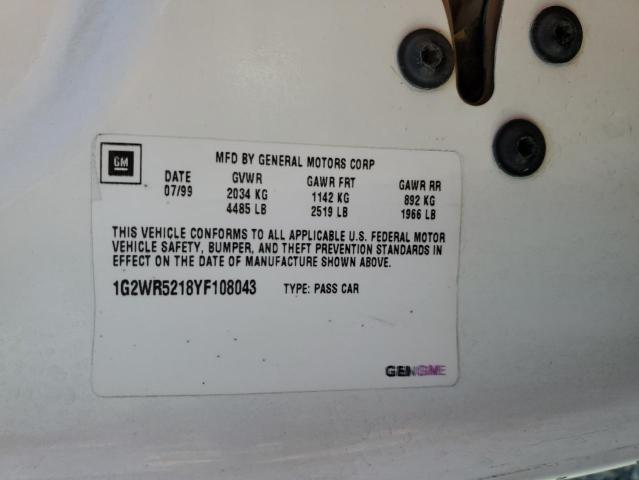 GM
MFD BY GENERAL MOTORS CORP
DATE GVWR GAWR FRT GAWR RR
07/99 2034 KG 1142 KG 892 KG
4485 LB 2519 LB 1966 LB
THIS VEHICLE CONFORMS TO ALL APPLICABLE U.S. FEDERAL MOTOR
VEHICLE SAFETY, BUMPER, AND THEFT PREVENTION STANDARDS IN
EFFECT ON THE DATE OF MANUFACTURE SHOWN ABOVE.
1G2WR5218YF108043 TYPE: PASS CAR